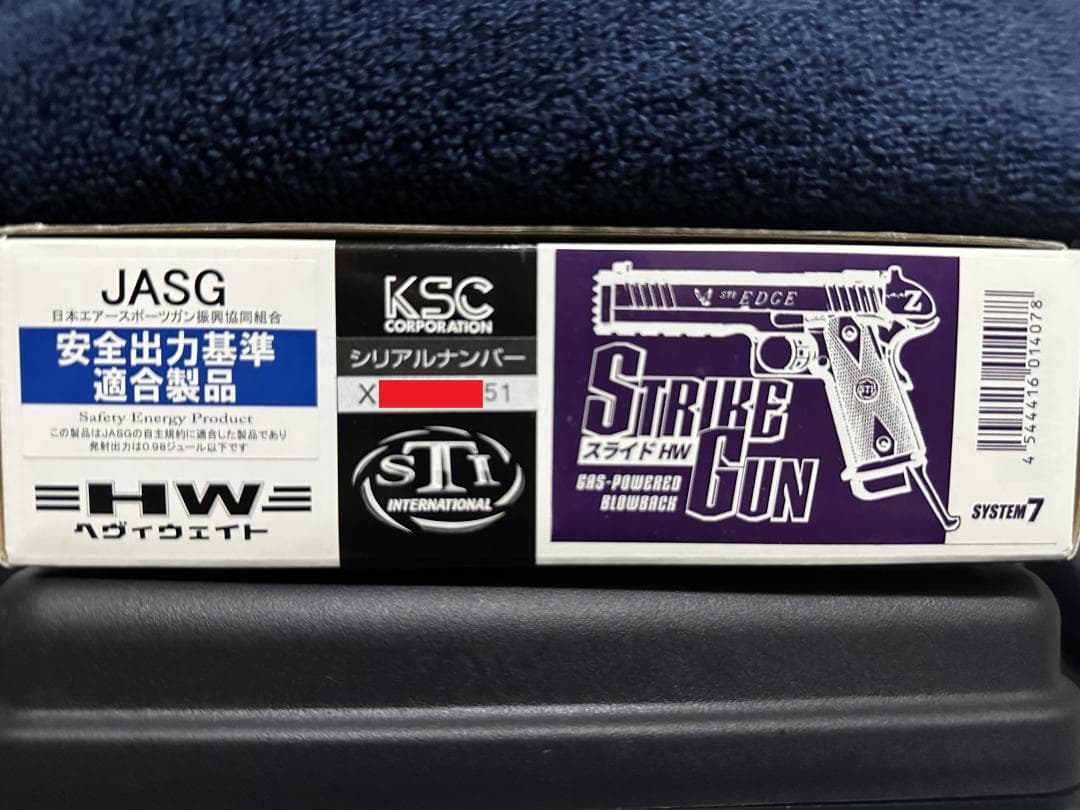 JASG
日本エアースポーツガン振興協同組合
安全出力基準
適合製品
Safety Energy Product
この製品はJASGの自主規約に適合した製品であり
発射出力は0.98ジュール以下です
HW
ヘヴィウェイト
KSC
CORPORATION
シリアルナンバー
X 51
STI
INTERNATIONAL
STI EDGE
Z
STI
STRIKE
スライド HW
GUN
GAS-POWERED
BLOWBACK
4 544416 014078
SYSTEM 7